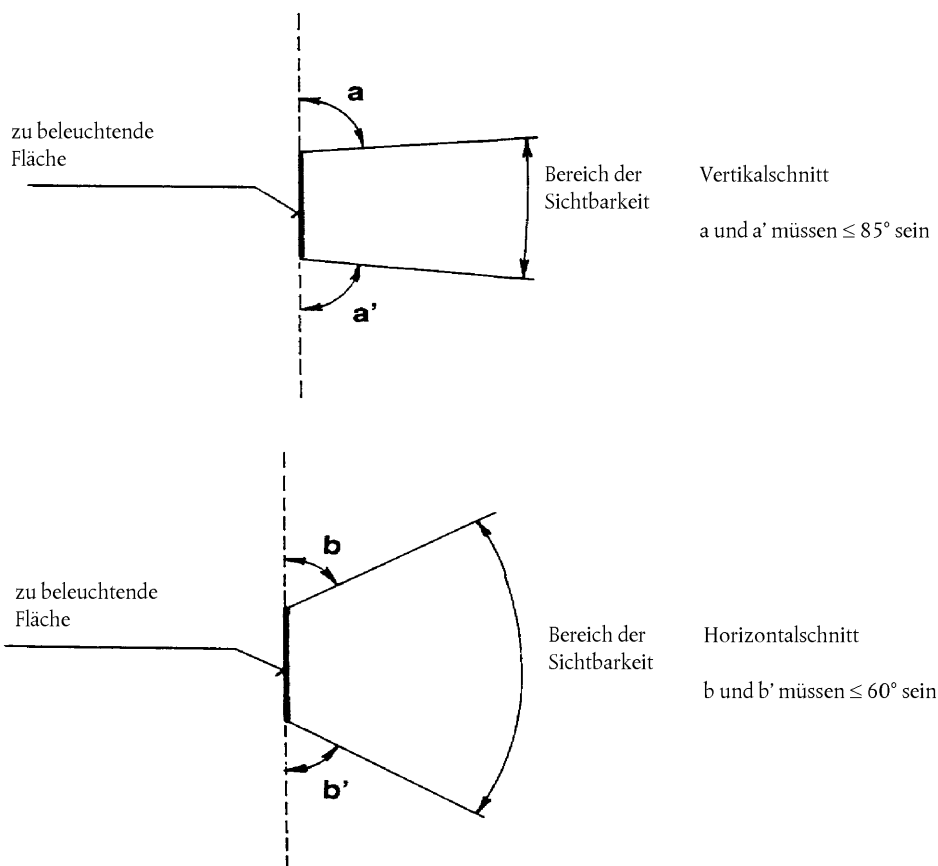 a
zu beleuchtende
Fläche
Bereich der
Sichtbarkeit
Vertikalschnitt
a und a’ müssen ≤ 85° sein
a’
b
zu beleuchtende
Fläche
Bereich der
Sichtbarkeit
Horizontalschnitt
b und b’ müssen ≤ 60° sein
b’